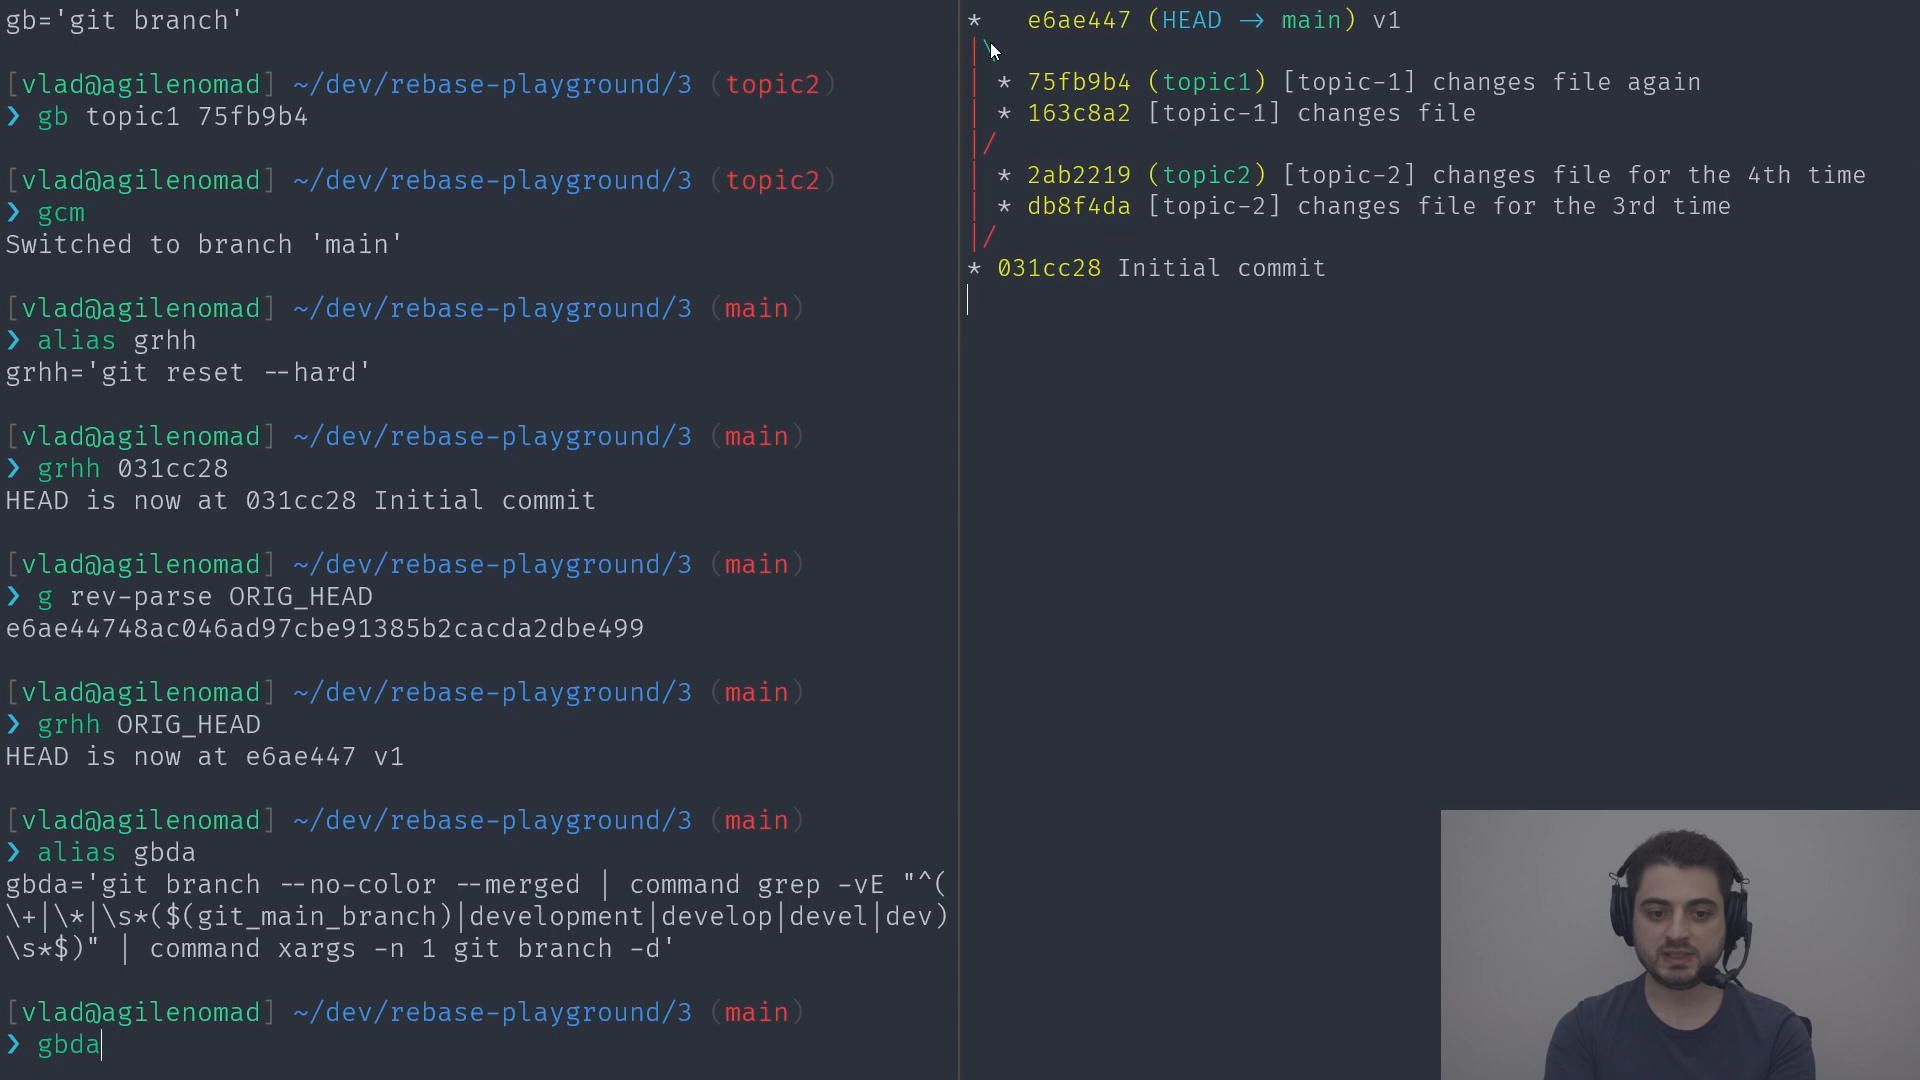 gb='git branch'
[vlad@agilenomad] ~/dev/rebase-playground/3 (topic2)
❯ gb topic1 75fb9b4
[vlad@agilenomad] ~/dev/rebase-playground/3 (topic2)
❯ gcm
Switched to branch 'main'
[vlad@agilenomad] ~/dev/rebase-playground/3 (main)
❯ alias grhh
grhh='git reset --hard'
[vlad@agilenomad] ~/dev/rebase-playground/3 (main)
❯ grhh 031cc28
HEAD is now at 031cc28 Initial commit
[vlad@agilenomad] ~/dev/rebase-playground/3 (main)
❯ g rev-parse ORIG_HEAD
e6ae44748ac046ad97cbe91385b2cacda2dbe499
[vlad@agilenomad] ~/dev/rebase-playground/3 (main)
❯ grhh ORIG_HEAD
HEAD is now at e6ae447 v1
[vlad@agilenomad] ~/dev/rebase-playground/3 (main)
❯ alias gbda
gbda='git branch --no-color --merged | command grep -vE "^(
\+|\*|\s*($(git_main_branch)|development|develop|devel|dev)
\s*$)" | command xargs -n 1 git branch -d'
[vlad@agilenomad] ~/dev/rebase-playground/3 (main)
❯ gbda
*   e6ae447 (HEAD -> main) v1
|\
| * 75fb9b4 (topic1) [topic-1] changes file again
| * 163c8a2 [topic-1] changes file
|/
| * 2ab2219 (topic2) [topic-2] changes file for the 4th time
| * db8f4da [topic-2] changes file for the 3rd time
|/
* 031cc28 Initial commit